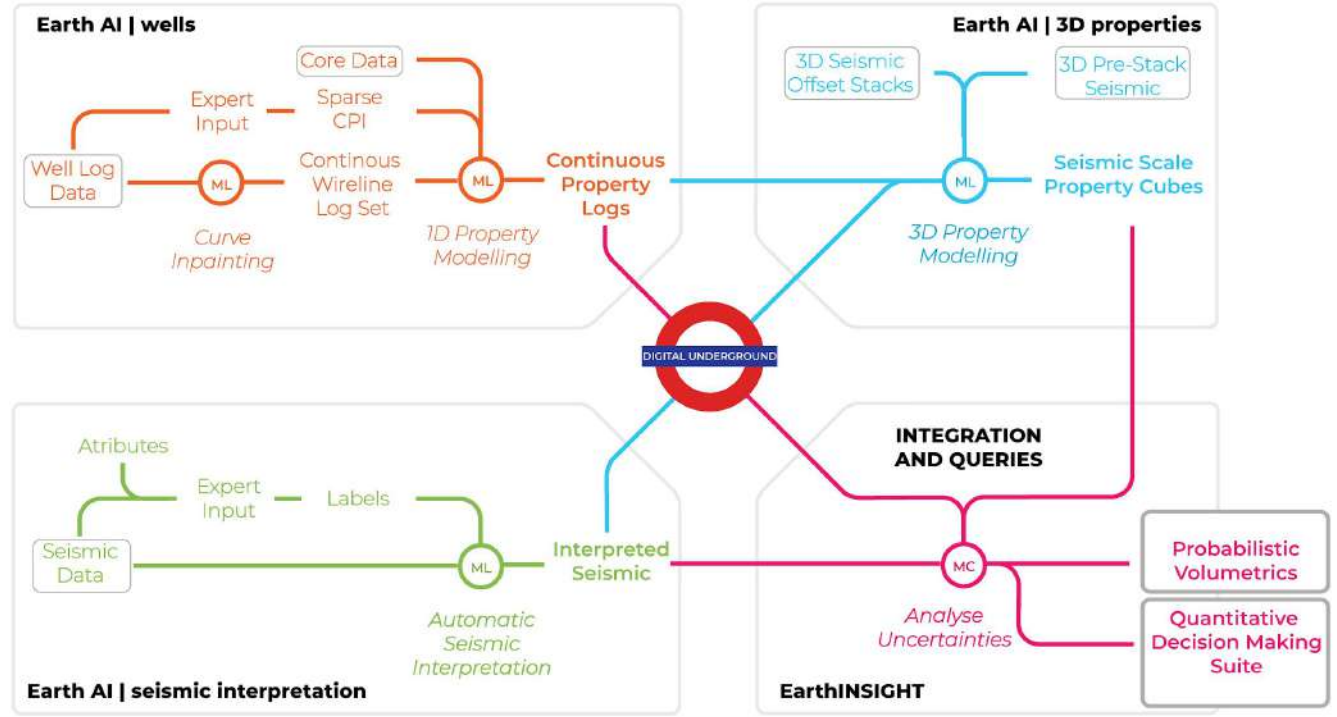 Earth AI | wells
Core Data
Expert
Input
Sparse
CPI
Well Log
Data
ML
Continous
Wireline
Log Set
ML
Continuous
Property
Logs
Curve
Inpainting
1D Property
Modelling
Earth AI | 3D properties
3D Seismic
Offset Stacks
3D Pre-Stack
Seismic
ML
Seismic Scale
Property Cubes
3D Property
Modelling
DIGITAL UNDERGROUND
Atributes
Expert
Input
Labels
Seismic
Data
ML
Interpreted
Seismic
Automatic
Seismic
Interpretation
Earth AI | seismic interpretation
INTEGRATION
AND QUERIES
MC
Analyse
Uncertainties
Probabilistic
Volumetrics
Quantitative
Decision Making
Suite
EarthINSIGHT